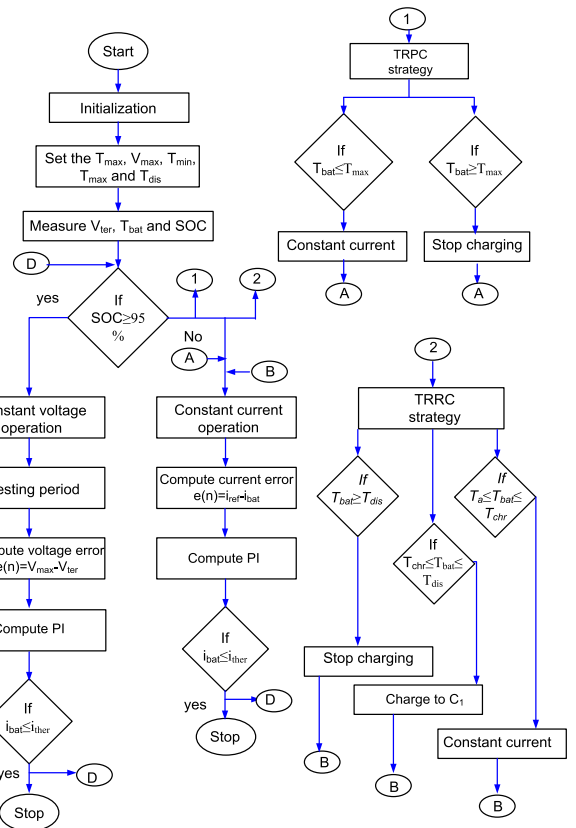 Start
Initialization
Set the Tmax, Vmax, Tmin,
Tmax and Tdis
Measure Vter, Tbat and SOC
D
yes
If
SOC≥95
%
1
2
No
A
B
nstant voltage
operation
esting period
pute voltage error
e(n)=Vmax-Vter
Compute PI
If
ibat≤ither
yes
D
Stop
Constant current
operation
Compute current error
e(n)=iref-ibat
Compute PI
If
ibat≤ither
yes
D
Stop
1
TRPC
strategy
If
Tbat≤Tmax
If
Tbat≥Tmax
Constant current
Stop charging
A
A
2
TRRC
strategy
If
Tbat≥Tdis
If
Tchr≤Tbat≤
Tdis
If
Ta≤Tbat≤
Tchr
Stop charging
Charge to C1
Constant current
B
B
B